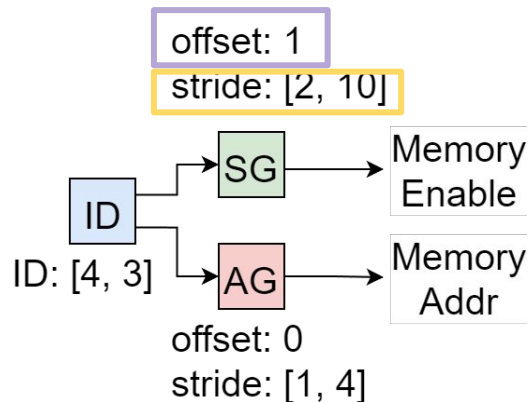 offset: 1
stride: [2, 10]
SG
Memory
Enable
ID
ID: [4, 3]
AG
Memory
Addr
offset: 0
stride: [1, 4]